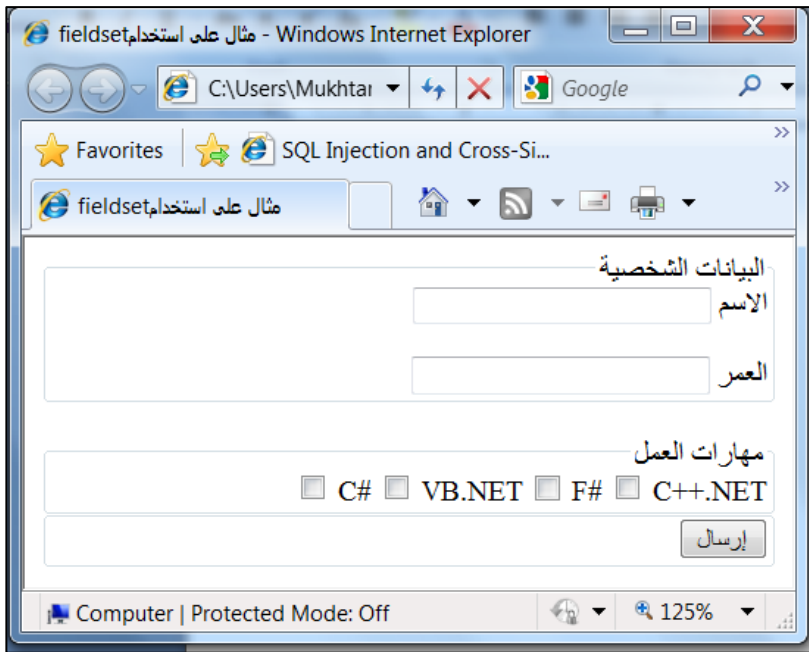 مثال على استخدامfieldset - Windows Internet Explorer
C:\Users\Mukhtar
Google
Favorites
SQL Injection and Cross-Si...
مثال على استخدامfieldset
البيانات الشخصية
الاسم
العمر
مهارات العمل
C# VB.NET F# C++.NET
إرسال
Computer | Protected Mode: Off
125%